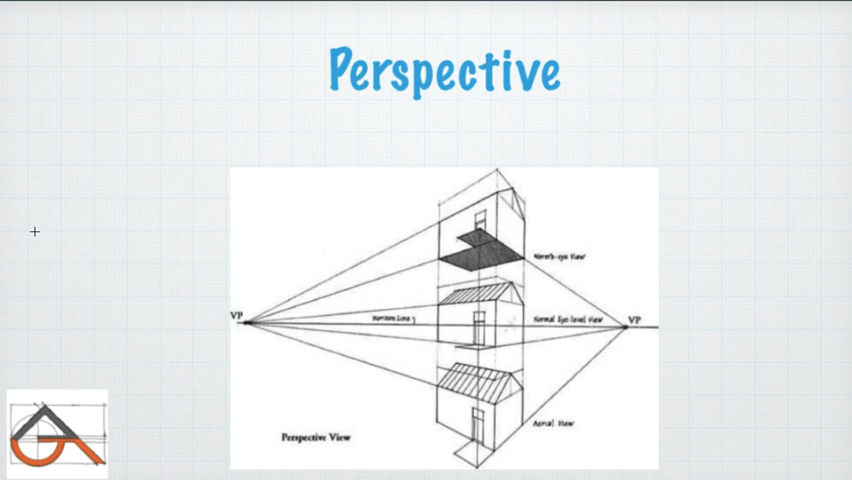 Perspective
Worm's-eye View
VP
Horizon Line
Normal Eye-level View
VP
Aerial View
Perspective View